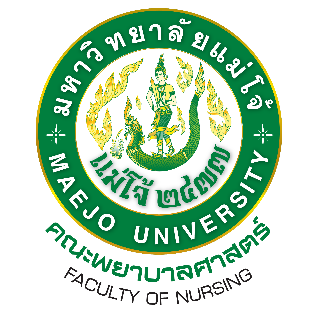 มหาวิทยาลัยแม่โจ้
แม่โจ้ ๒๔๗๗
MAEJO UNIVERSITY
คณะพยาบาลศาสตร์
FACULTY OF NURSING